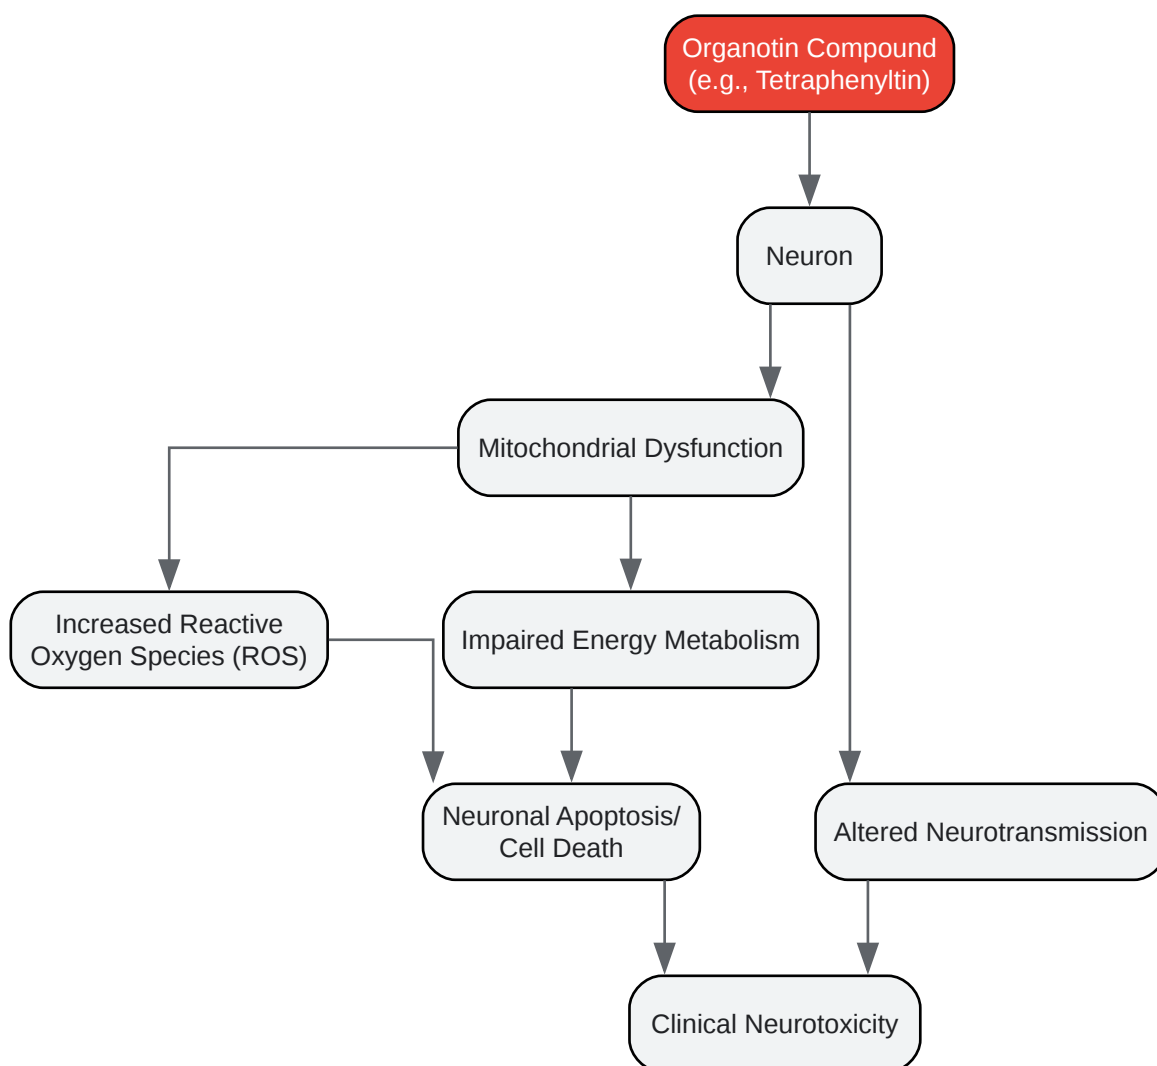 Organotin Compound
(e.g., Tetraphenyltin)
Neuron
Mitochondrial Dysfunction
Increased Reactive
Oxygen Species (ROS)
Impaired Energy Metabolism
Neuronal Apoptosis/
Cell Death
Altered Neurotransmission
Clinical Neurotoxicity